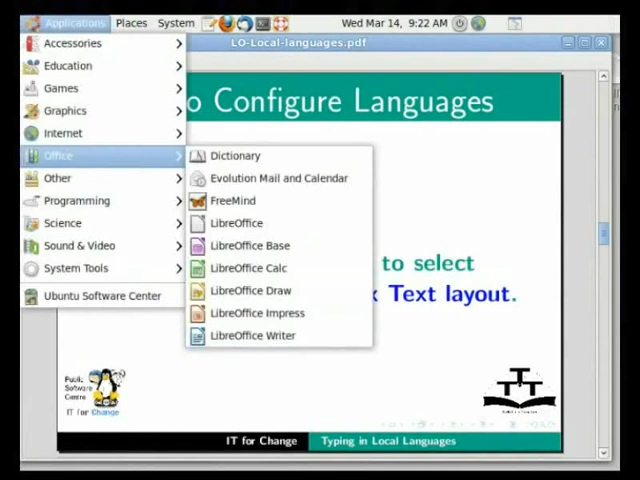 Applications Places System Wed Mar 14, 9:22 AM
LO-Local-languages.pdf
Accessories
Education
Games
Graphics
Internet
Office
Other
Programming
Science
Sound & Video
System Tools
Ubuntu Software Center
Dictionary
Evolution Mail and Calendar
FreeMind
LibreOffice
LibreOffice Base
LibreOffice Calc
LibreOffice Draw
LibreOffice Impress
LibreOffice Writer
o Configure Languages
to select
x Text layout.
Public
Software
Centre
IT for Change
IT for Change Typing in Local Languages